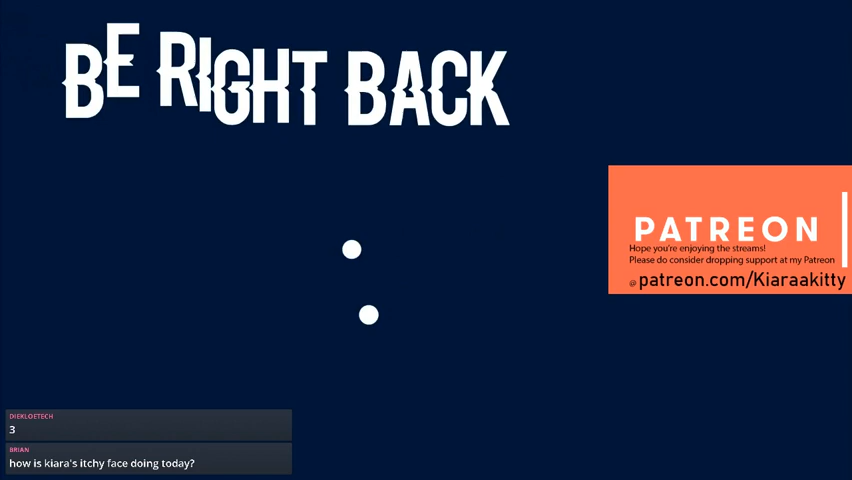 BE RIGHT BACK
PATREON
Hope you're enjoying the streams!
Please do consider dropping support at my Patreon
@ patreon.com/Kiaraakitty
DIEKLOETECH
3
BRIAN
how is kiara's itchy face doing today?